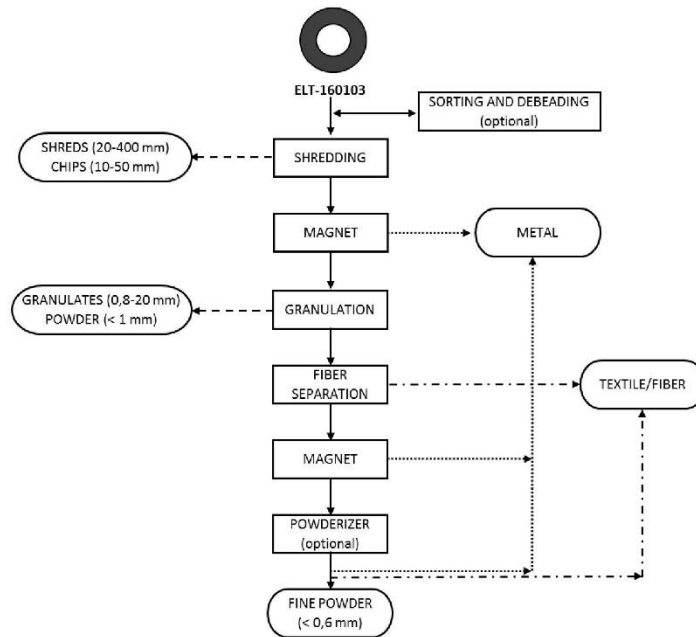 ELT-160103
SORTING AND DEBEADING
(optional)
SHREDS (20-400 mm)
CHIPS (10-50 mm)
SHREDDING
MAGNET
METAL
GRANULATES (0,8-20 mm)
POWDER (< 1 mm)
GRANULATION
FIBER
SEPARATION
TEXTILE/FIBER
MAGNET
POWDERIZER
(optional)
FINE POWDER
(< 0,6 mm)